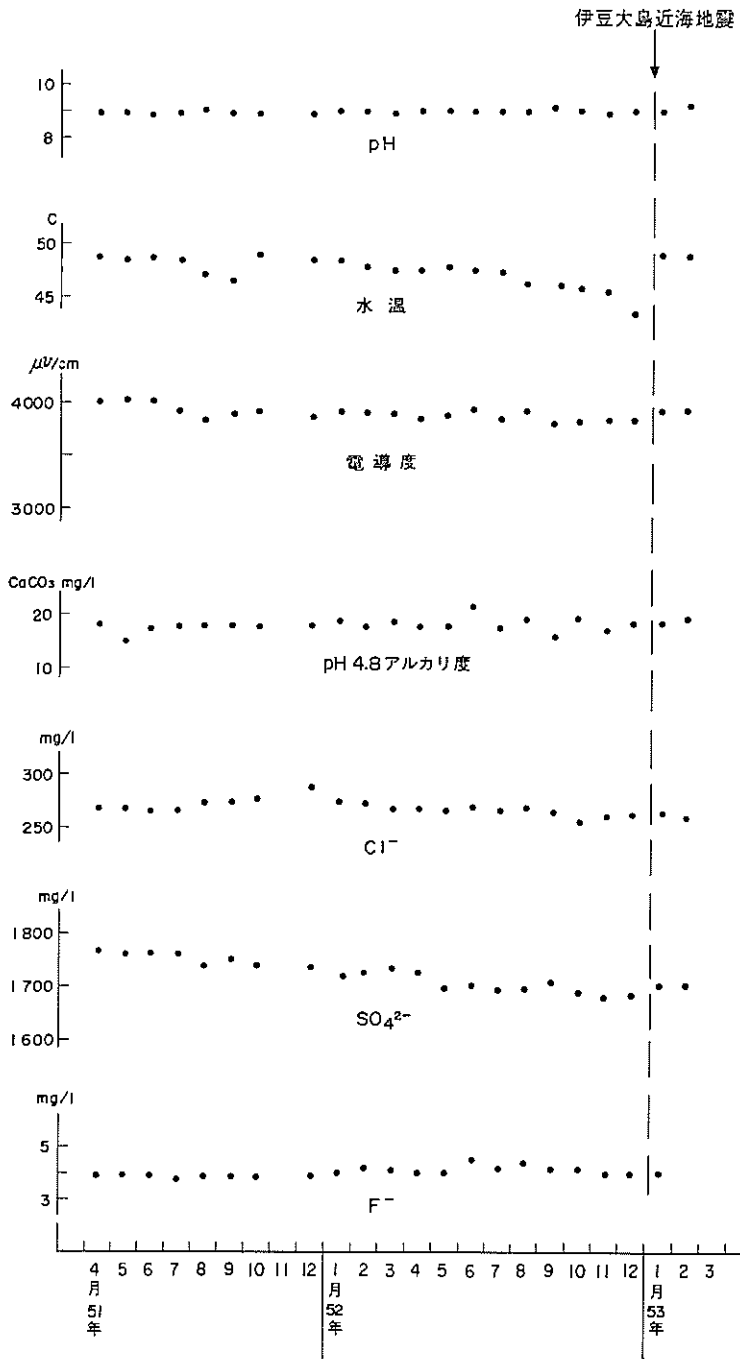 伊豆大島近海地震
10
8
pH
C
50
45
水温
μ℧/cm
4000
3000
電導度
CaCO₃ mg/l
20
10
pH 4.8アルカリ度
mg/l
300
250
Cl⁻
mg/l
1800
1700
1600
SO₄²⁻
mg/l
5
3
F⁻
4 5 6 7 8 9 10 11 12 1 2 3 4 5 6 7 8 9 10 11 12 1 2 3
月 月 月
51 52 53
年 年 年